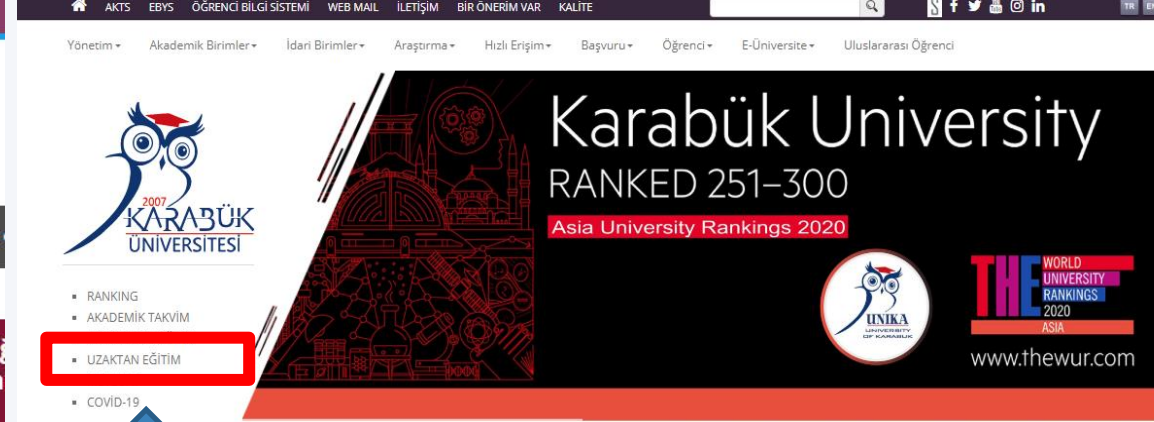 AKTS EBYS ÖĞRENCİ BİLGİ SİSTEMİ WEB MAIL İLETİŞİM BİR ÖNERİM VAR KALİTE
TR EN
Yönetim Akademik Birimler İdari Birimler Araştırma Hızlı Erişim Başvuru Öğrenci E-Üniversite Uluslararası Öğrenci
2007
KARABÜK
ÜNİVERSİTESİ
RANKING
AKADEMİK TAKVİM
UZAKTAN EĞİTİM
COVİD-19
Karabük University
RANKED 251–300
Asia University Rankings 2020
UNIKA
UNIVERSITY
OF KARABUK
THE WORLD
UNIVERSITY
RANKINGS
2020
ASIA
www.thewur.com